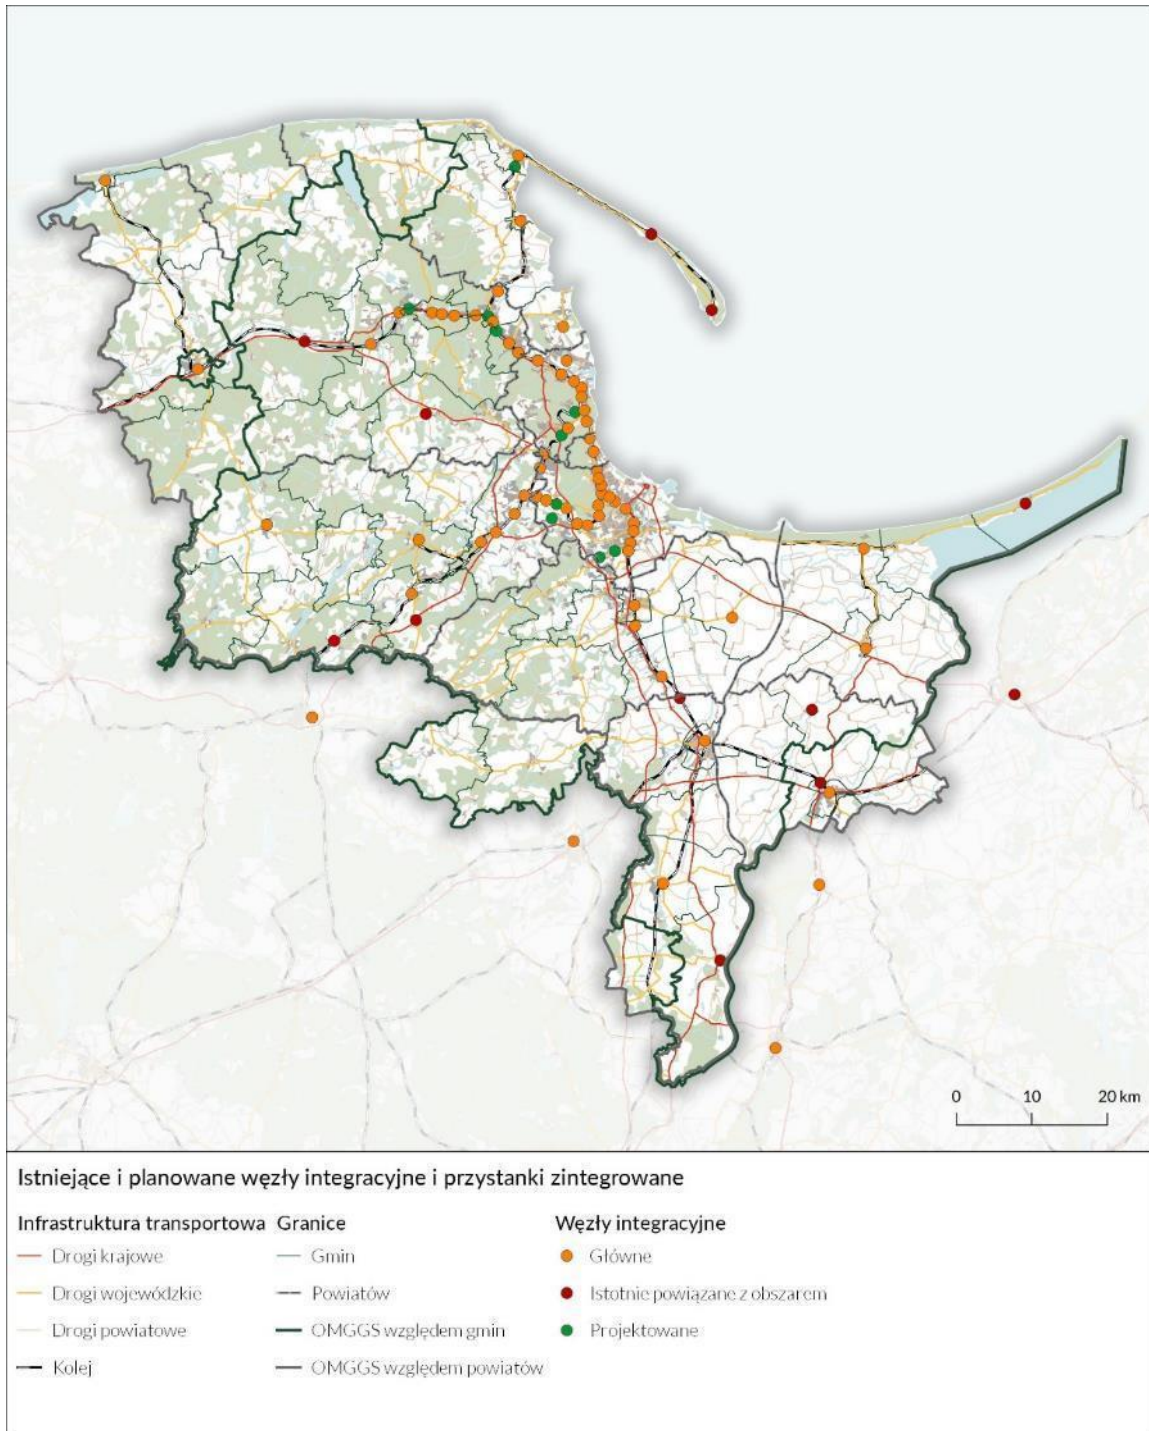 0 10 20 km
Istniejące i planowane węzły integracyjne i przystanki zintegrowane
Infrastruktura transportowa
Drogi krajowe
Drogi wojewódzkie
Drogi powiatowe
Kolej
Granice
Gmin
Powiatów
OMGGS względem gmin
OMGGS względem powiatów
Węzły integracyjne
Główne
Istotnie powiązane z obszarem
Projektowane